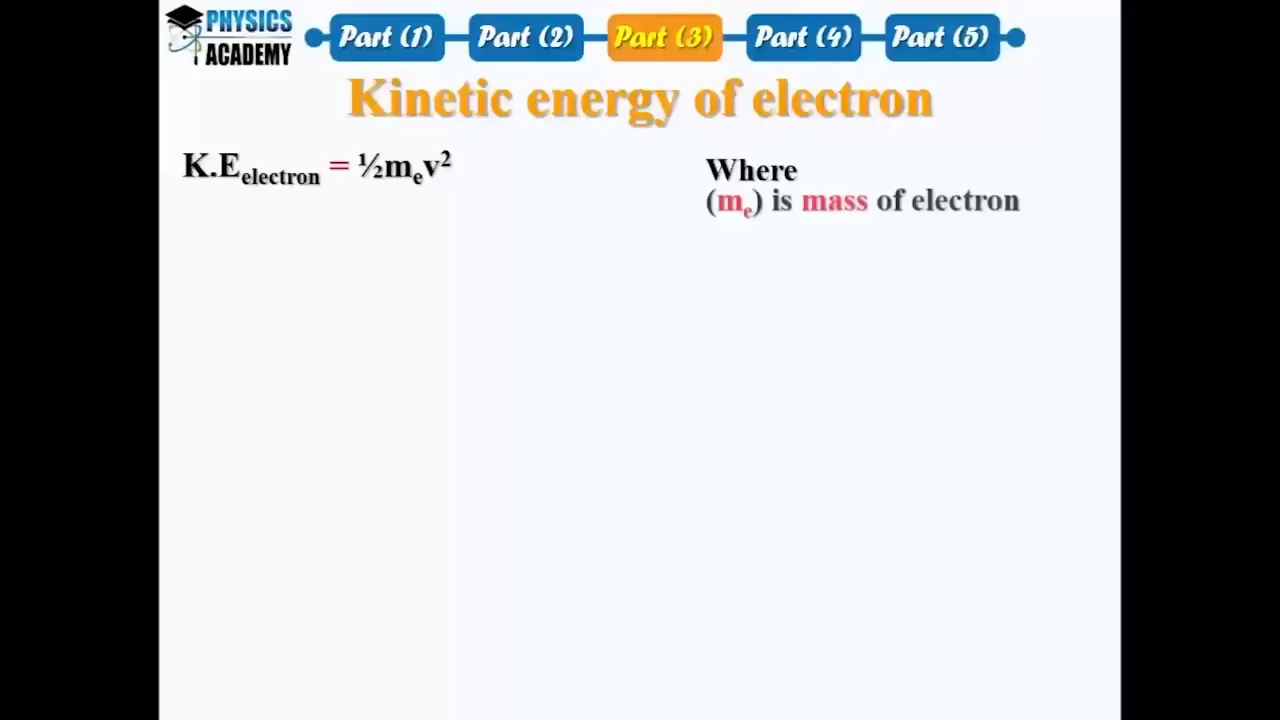 PHYSICS
ACADEMY
Part (1) Part (2) Part (3) Part (4) Part (5)
Kinetic energy of electron
K.Eelectron = ½mev²
Where
(me) is mass of electron